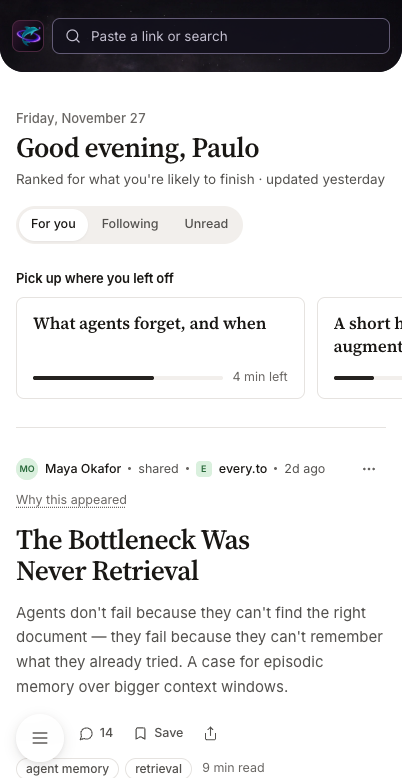 Paste a link or search
Friday, November 27
Good evening, Paulo
Ranked for what you're likely to finish · updated yesterday
For you Following Unread
Pick up where you left off
What agents forget, and when
4 min left
A short h
augment
MO Maya Okafor • shared • E every.to • 2d ago
Why this appeared
The Bottleneck Was
Never Retrieval
Agents don't fail because they can't find the right
document — they fail because they can't remember
what they already tried. A case for episodic
memory over bigger context windows.
14 Save
agent memory retrieval 9 min read